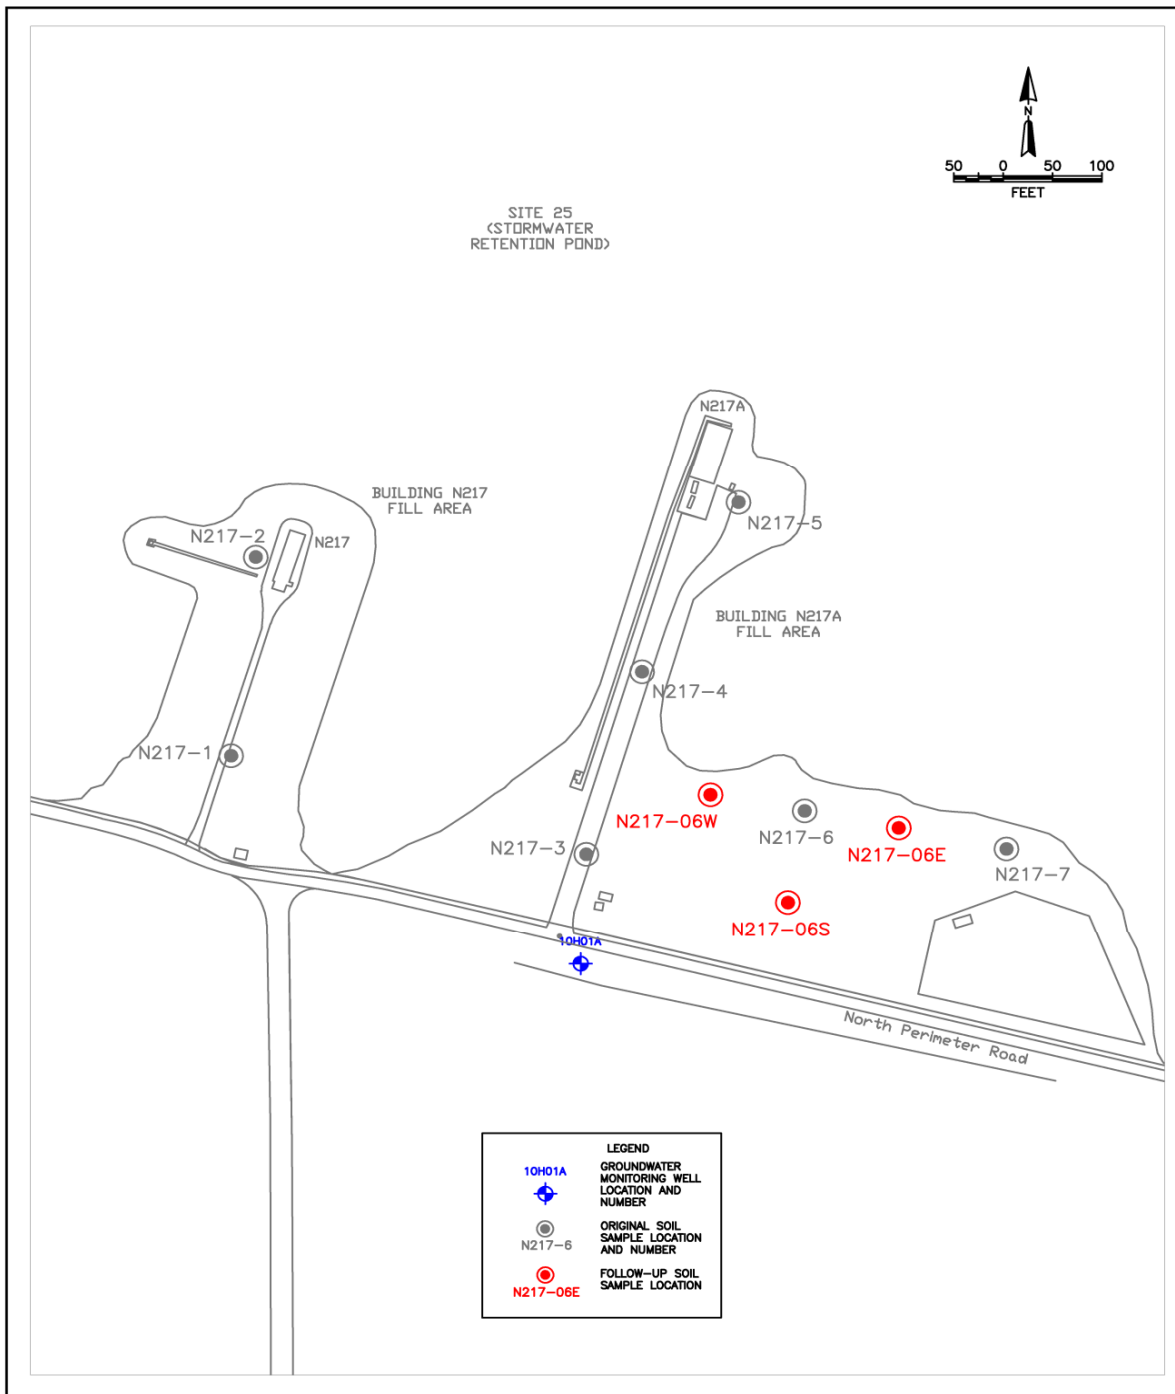 N
50 0 50 100
FEET
SITE 25
(STORMWATER
RETENTION POND)
N217A
BUILDING N217
FILL AREA
N217-5
N217-2
N217
BUILDING N217A
FILL AREA
N217-4
N217-1
N217-06W
N217-6
N217-3
N217-06E
N217-7
N217-06S
10H01A
North Perimeter Road
LEGEND
10H01A
GROUNDWATER
MONITORING WELL
LOCATION AND
NUMBER
N217-6
ORIGINAL SOIL
SAMPLE LOCATION
AND NUMBER
N217-06E
FOLLOW-UP SOIL
SAMPLE LOCATION